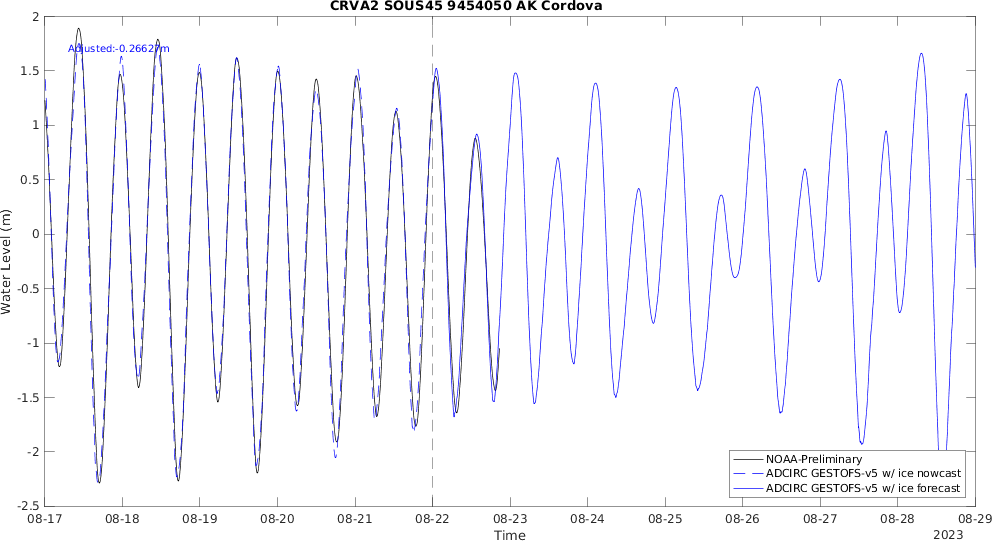 CRVA2 SOUS45 9454050 AK Cordova
Adjusted:-0.26627m
2
1.5
1
0.5
0
-0.5
-1
-1.5
-2
-2.5
Water Level (m)
NOAA-Preliminary
ADCIRC GESTOFS-v5 w/ ice nowcast
ADCIRC GESTOFS-v5 w/ ice forecast
08-17 08-18 08-19 08-20 08-21 08-22 08-23 08-24 08-25 08-26 08-27 08-28 08-29
Time
2023